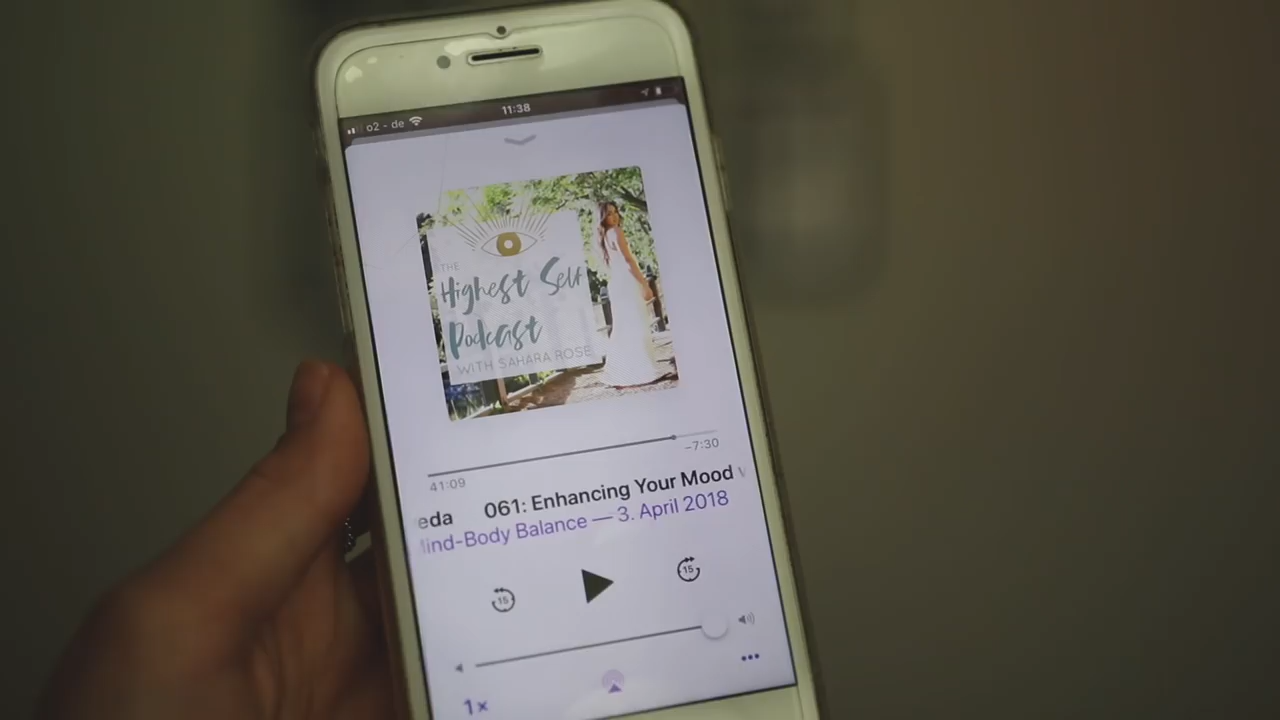 o2 - de
11:38
THE
Highest Self
Podcast
WITH SAHARA ROSE
41:09
−7:30
eda 061: Enhancing Your Mood
ind-Body Balance — 3. April 2018
15
15
1×